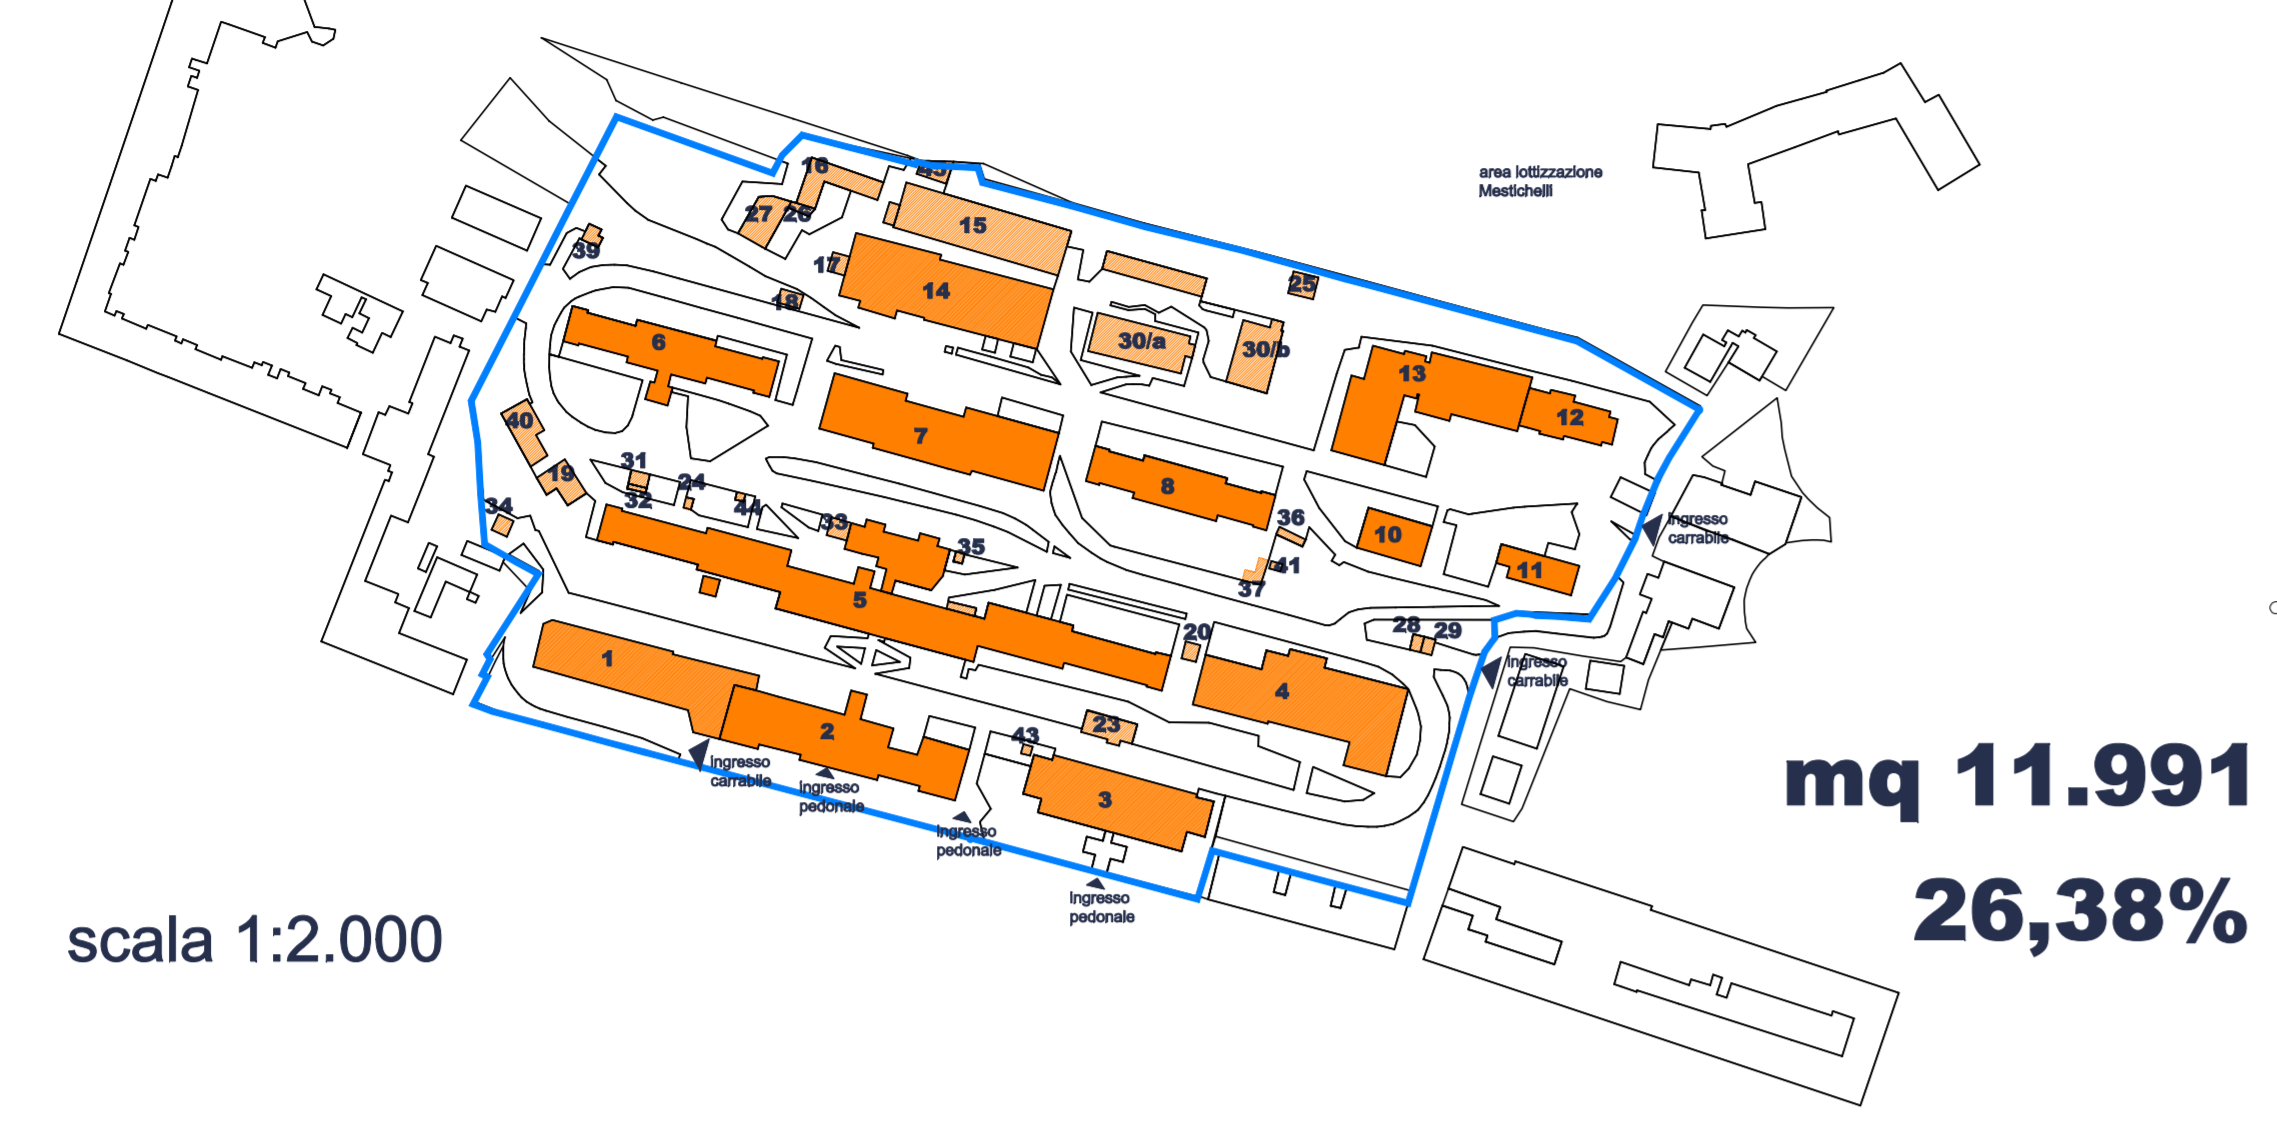 16
45
area lottizzazione
Mestichelli
27
26
15
39
17
14
25
18
6
30/a
30/b
13
12
40
7
31
19
24
8
32
44
34
33
36
ingresso
carrabile
10
35
41
11
37
5
28
29
20
1
ingresso
carrabile
4
2
23
43
ingresso
carrabile
ingresso
pedonale
3
ingresso
pedonale
ingresso
pedonale
mq 11.991
26,38%
scala 1:2.000